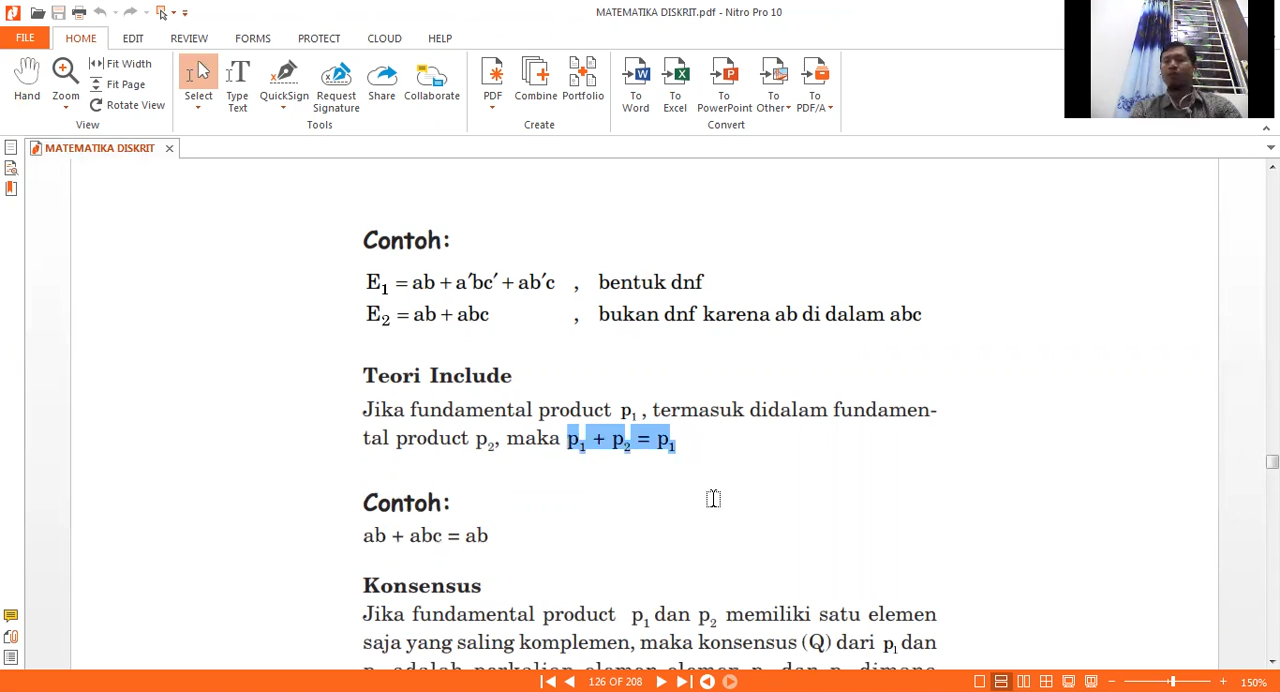 MATEMATIKA DISKRIT.pdf - Nitro Pro 10
FILE HOME EDIT REVIEW FORMS PROTECT CLOUD HELP
Hand
Zoom
Fit Width
Fit Page
Rotate View
View
Select
Type Text
QuickSign
Request Signature
Share
Collaborate
Tools
PDF
Combine
Portfolio
Create
To Word
To Excel
To PowerPoint
To Other
To PDF/A
Convert
MATEMATIKA DISKRIT
Contoh:
E₁ = ab + a′bc′ + ab′c , bentuk dnf
E₂ = ab + abc , bukan dnf karena ab di dalam abc
Teori Include
Jika fundamental product p₁ , termasuk didalam fundamen-
tal product p₂, maka p₁ + p₂ = p₁
Contoh:
ab + abc = ab
Konsensus
Jika fundamental product p₁ dan p₂ memiliki satu elemen
saja yang saling komplemen, maka konsensus (Q) dari p₁ dan
126 OF 208
150%